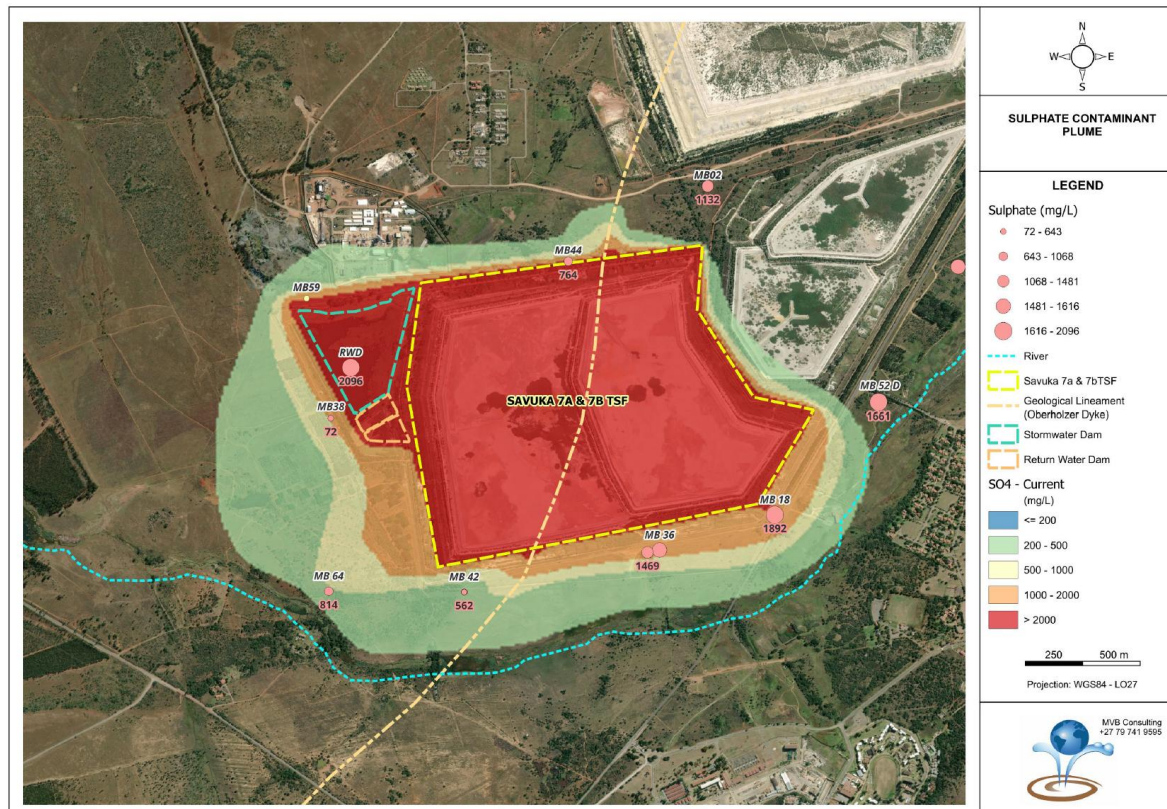 MB02
1132
MB44
764
MB59
RWD
2096
MB38
72
SAVUKA 7A & 7B TSF
MB 52 D
1661
MB 18
1892
MB 36
1469
MB 64
814
MB 42
562
N
W E
S
SULPHATE CONTAMINANT
PLUME
LEGEND
Sulphate (mg/L)
72 - 643
643 - 1068
1068 - 1481
1481 - 1616
1616 - 2096
River
Savuka 7a & 7bTSF
Geological Lineament
(Oberholzer Dyke)
Stormwater Dam
Return Water Dam
SO4 - Current
(mg/L)
<= 200
200 - 500
500 - 1000
1000 - 2000
> 2000
250 500 m
Projection: WGS84 - LO27
MVB Consulting
+27 79 741 9595